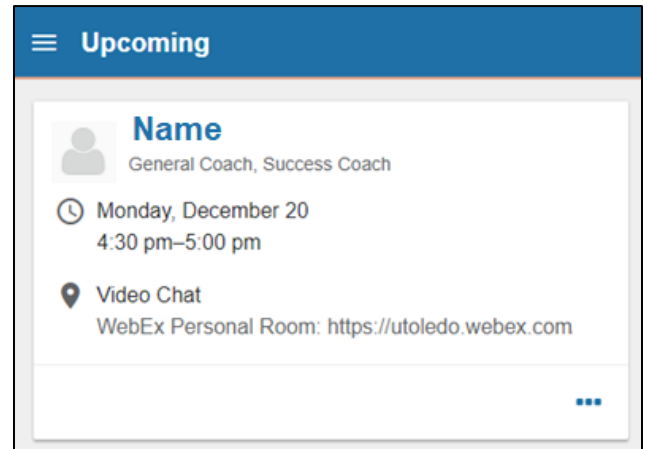 Upcoming
Name
General Coach, Success Coach
Monday, December 20
4:30 pm–5:00 pm
Video Chat
WebEx Personal Room: https://utoledo.webex.com